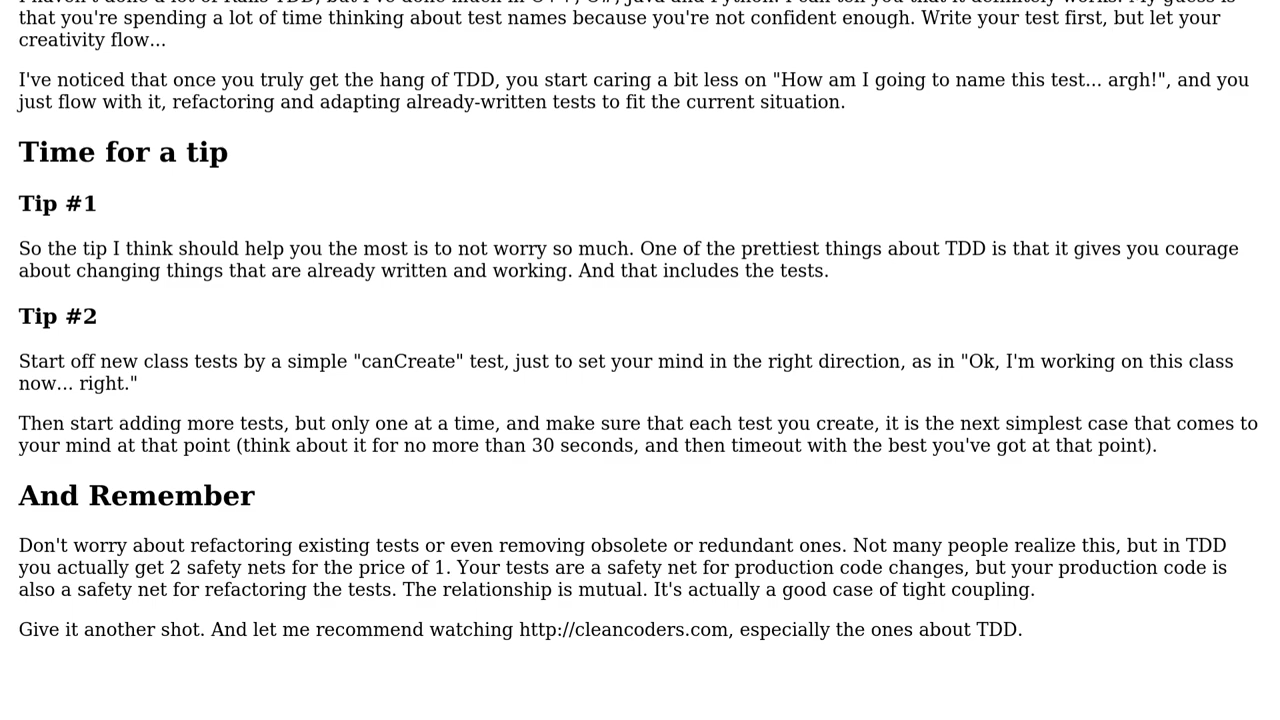 that you're spending a lot of time thinking about test names because you're not confident enough. Write your test first, but let your
creativity flow...
I've noticed that once you truly get the hang of TDD, you start caring a bit less on "How am I going to name this test... argh!", and you
just flow with it, refactoring and adapting already-written tests to fit the current situation.
Time for a tip
Tip #1
So the tip I think should help you the most is to not worry so much. One of the prettiest things about TDD is that it gives you courage
about changing things that are already written and working. And that includes the tests.
Tip #2
Start off new class tests by a simple "canCreate" test, just to set your mind in the right direction, as in "Ok, I'm working on this class
now... right."
Then start adding more tests, but only one at a time, and make sure that each test you create, it is the next simplest case that comes to
your mind at that point (think about it for no more than 30 seconds, and then timeout with the best you've got at that point).
And Remember
Don't worry about refactoring existing tests or even removing obsolete or redundant ones. Not many people realize this, but in TDD
you actually get 2 safety nets for the price of 1. Your tests are a safety net for production code changes, but your production code is
also a safety net for refactoring the tests. The relationship is mutual. It's actually a good case of tight coupling.
Give it another shot. And let me recommend watching http://cleancoders.com, especially the ones about TDD.